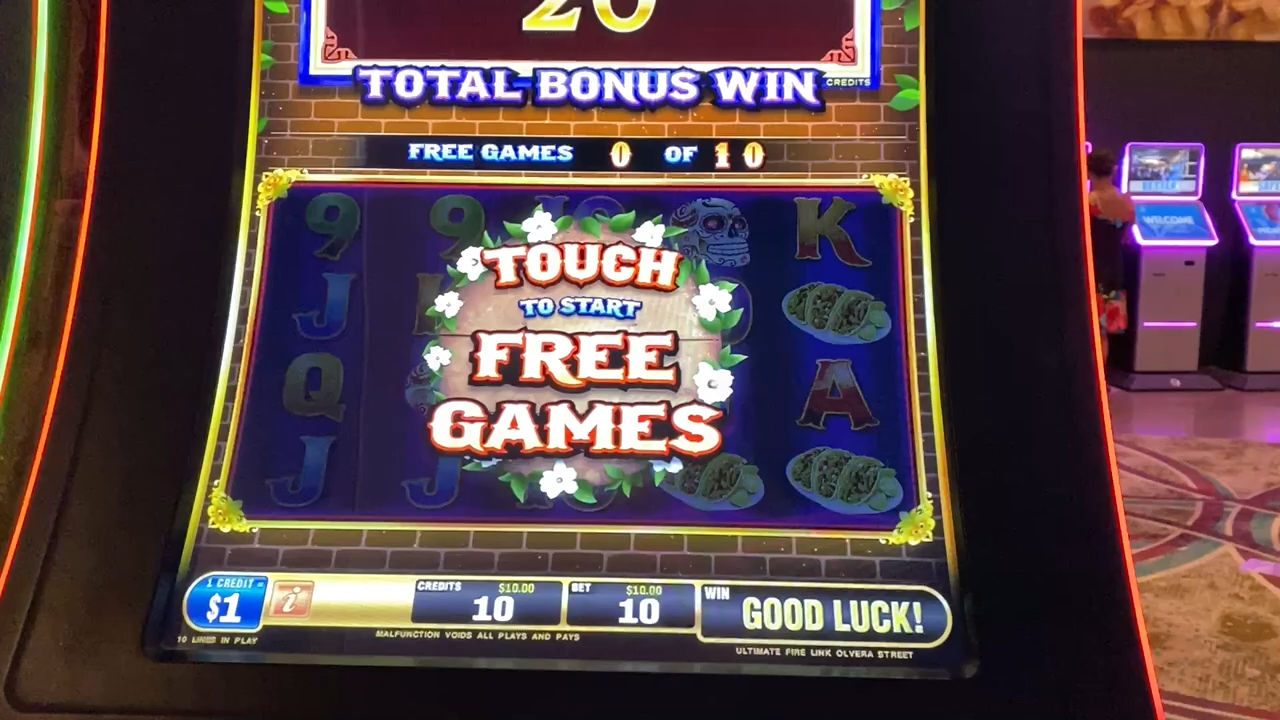 20
TOTAL BONUS WIN
CREDITS
FREE GAMES 0 OF 10
9 9 10 K
J
Q A
J J 10
TOUCH
TO START
FREE
GAMES
1 CREDIT =
$1
CREDITS $10.00
10
BET $10.00
10
WIN GOOD LUCK!
10 LINES IN PLAY
MALFUNCTION VOIDS ALL PLAYS AND PAYS
ULTIMATE FIRE LINK OLVERA STREET
WELCOME